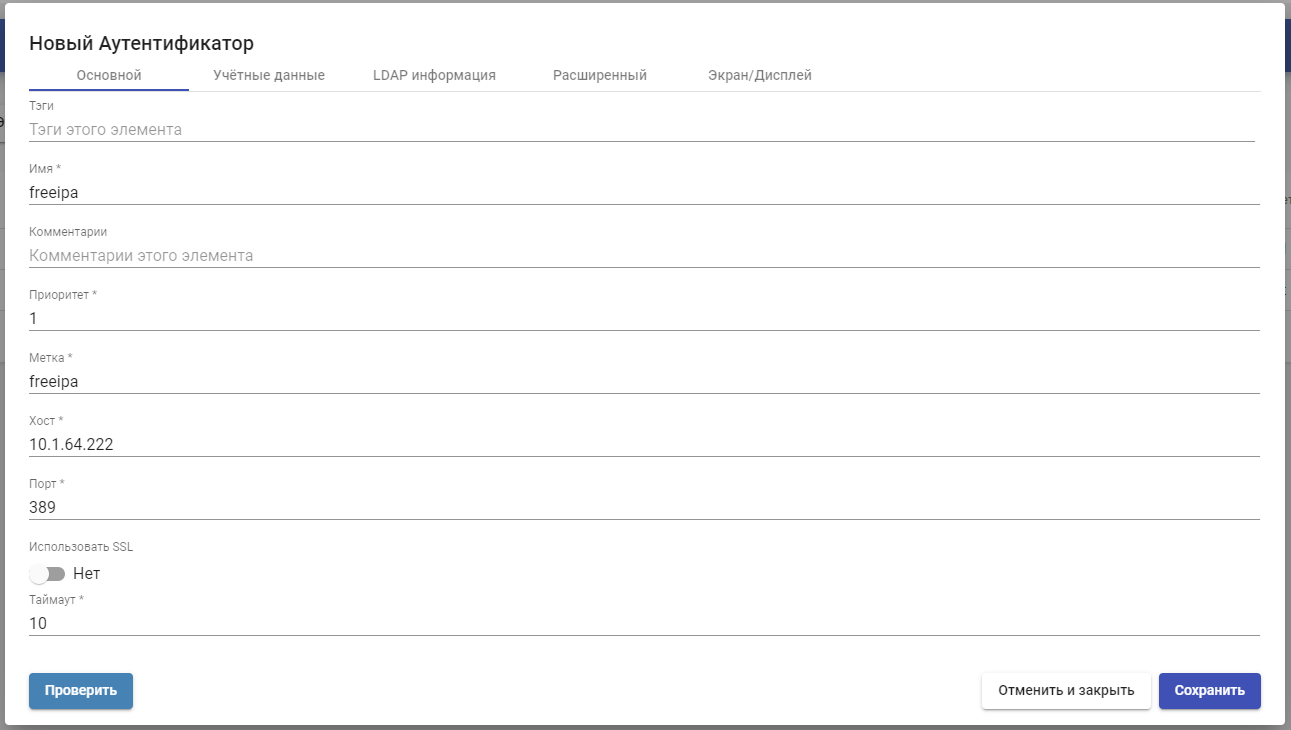 Новый Аутентификатор
Основной Учётные данные LDAP информация Расширенный Экран/Дисплей
Тэги
Тэги этого элемента
Имя *
freeipa
Комментарии
Комментарии этого элемента
Приоритет *
1
Метка *
freeipa
Хост *
10.1.64.222
Порт *
389
Использовать SSL
Нет
Таймаут *
10
Проверить Отменить и закрыть Сохранить